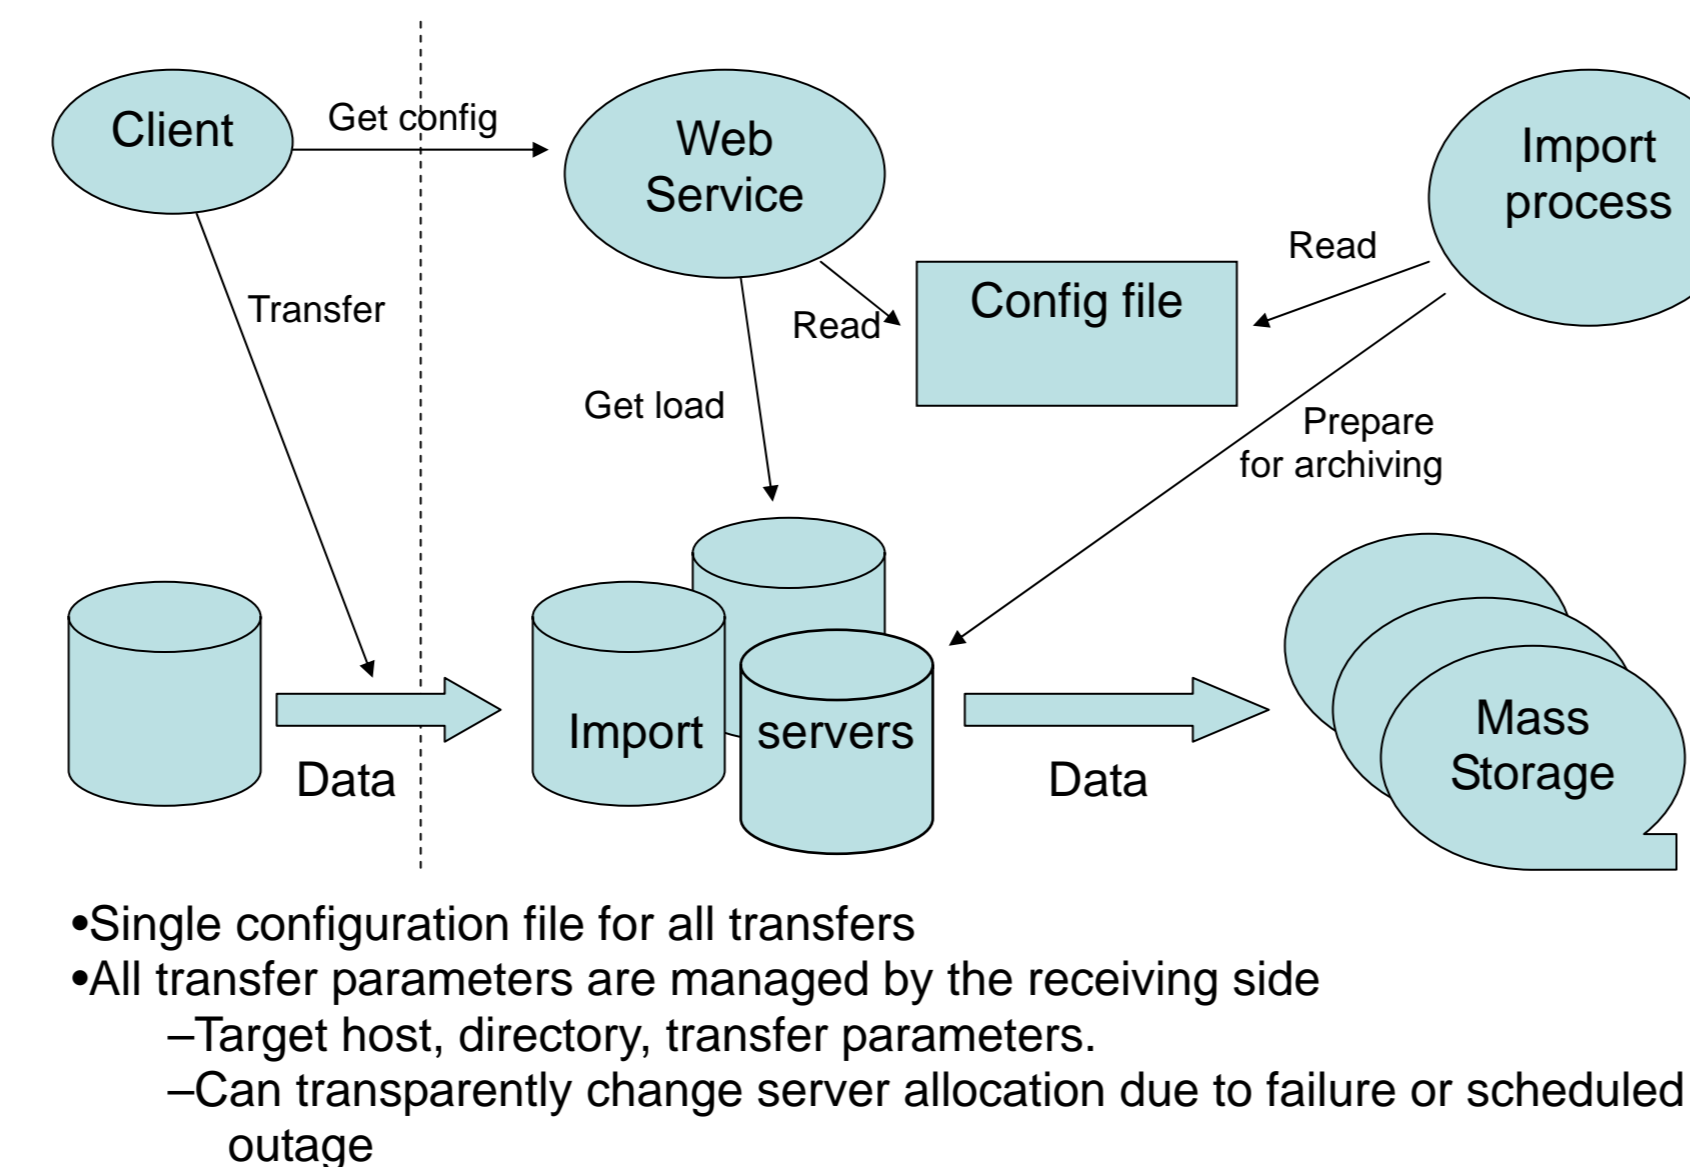 Client
Get config
Web
Service
Import
process
Read
Config file
Transfer
Read
Get load
Prepare
for archiving
Import
servers
Mass
Storage
Data
Data
•Single configuration file for all transfers
•All transfer parameters are managed by the receiving side
–Target host, directory, transfer parameters.
–Can transparently change server allocation due to failure or scheduled
outage